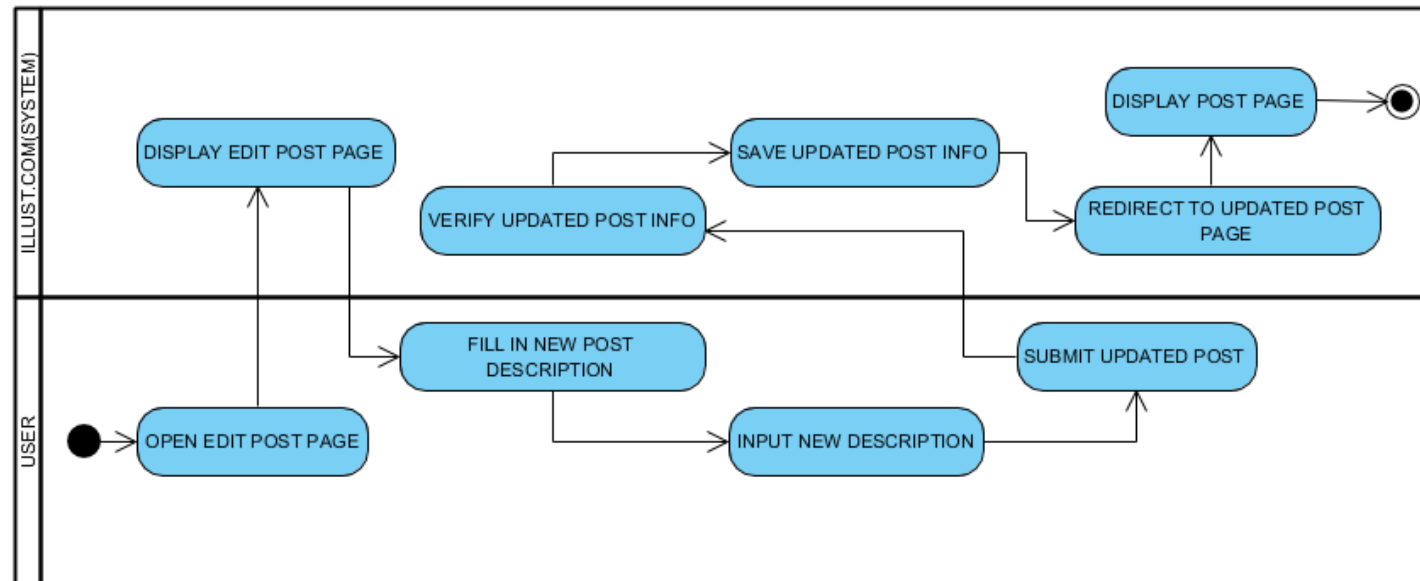 ILLUST.COM(SYSTEM)
DISPLAY EDIT POST PAGE
VERIFY UPDATED POST INFO
SAVE UPDATED POST INFO
DISPLAY POST PAGE
REDIRECT TO UPDATED POST
PAGE
USER
OPEN EDIT POST PAGE
FILL IN NEW POST
DESCRIPTION
INPUT NEW DESCRIPTION
SUBMIT UPDATED POST